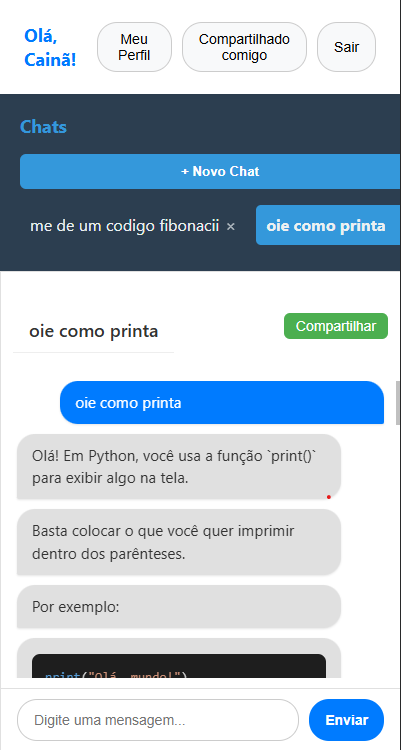 Olá,
Cainã!
Meu
Perfil
Compartilhado
comigo
Sair
Chats
+ Novo Chat
me de um codigo fibonacii ×
oie como printa
oie como printa
Compartilhar
oie como printa
Olá! Em Python, você usa a função `print()`
para exibir algo na tela.
Basta colocar o que você quer imprimir
dentro dos parênteses.
Por exemplo:
print("Olá, mundo!")
Digite uma mensagem...
Enviar